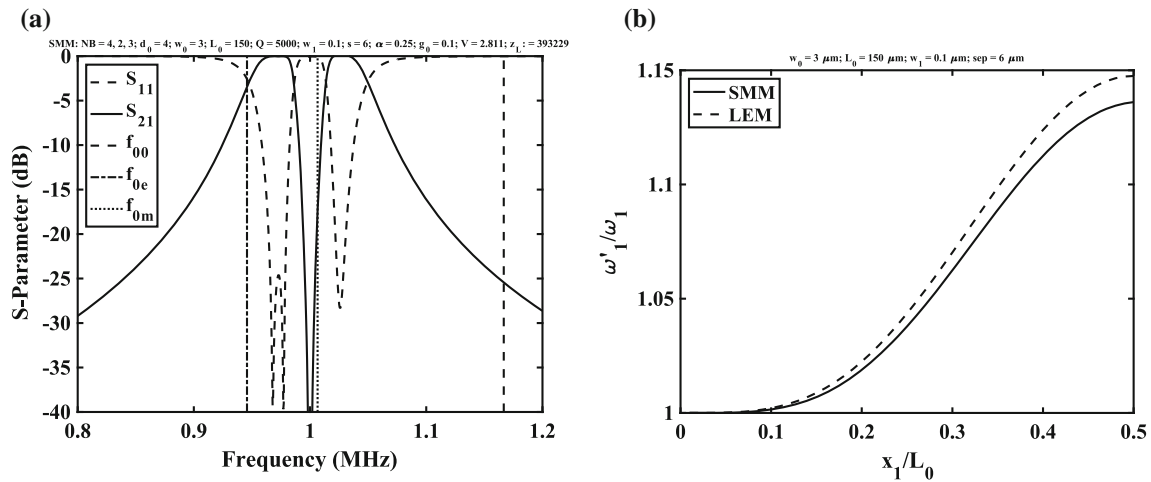 (a)
SMM: NB = 4, 2, 3; d0 = 4; w0 = 3; L0 = 150; Q = 5000; w1 = 0.1; s = 6; α = 0.25; g0 = 0.1; V = 2.811; zL: = 393229
0
-5
-10
-15
-20
-25
-30
-35
-40
S-Parameter (dB)
S11
S21
f00
f0e
f0m
0.8
0.9
1
1.1
1.2
Frequency (MHz)
(b)
w0 = 3 μm; L0 = 150 μm; w1 = 0.1 μm; sep = 6 μm
1.15
1.1
1.05
1
ω'1/ω1
SMM
LEM
0
0.1
0.2
0.3
0.4
0.5
x1/L0